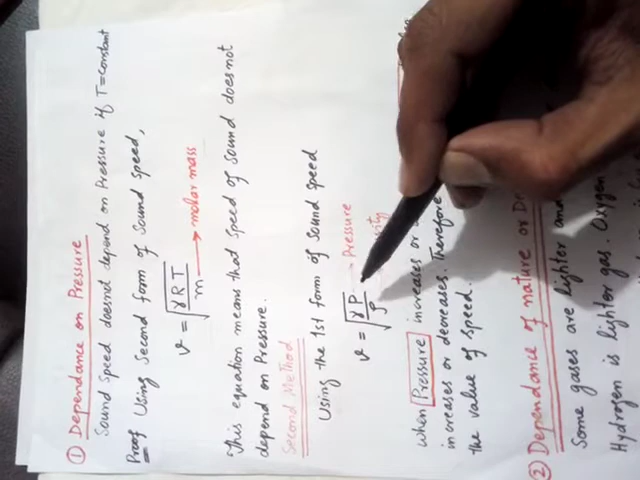 ① Dependance on Pressure
Sound Speed doesnot depend on Pressure if T=constant
Proof Using Second form of Sound Speed,
v = √(γRT/m) → molar mass
This equation means that Speed of Sound does not
depend on Pressure.
Second Method
Using the 1st form of Sound Speed
v = √(γP/ρ) Pressure
When Pressure increases or
increases or decreases. Therefore
the value of Speed.
② Dependance of nature or
Some gases are lighter and
Hydrogen is lighter gas. Oxygen